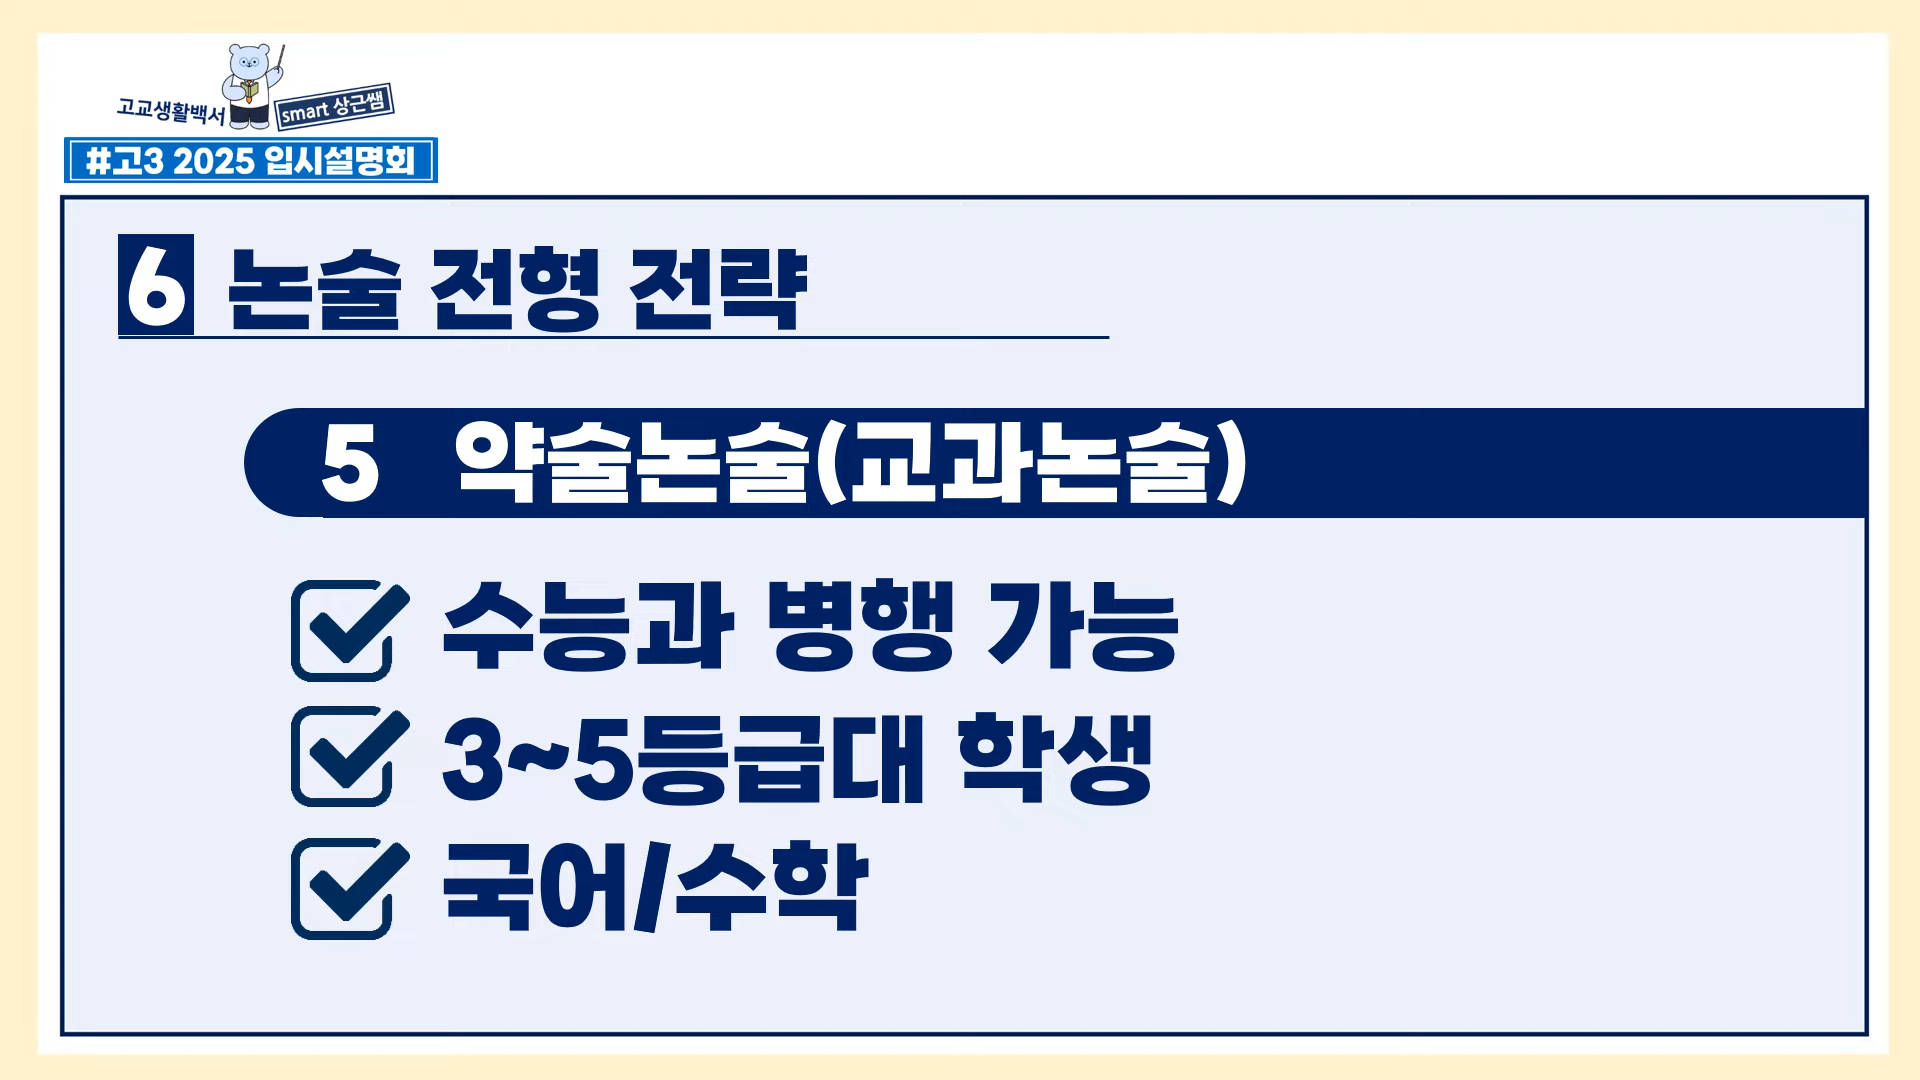 고교생활백서 smart 상근쌤
#고3 2025 입시설명회
6 논술 전형 전략
5 약술논술(교과논술)
수능과 병행 가능
3~5등급대 학생
국어/수학